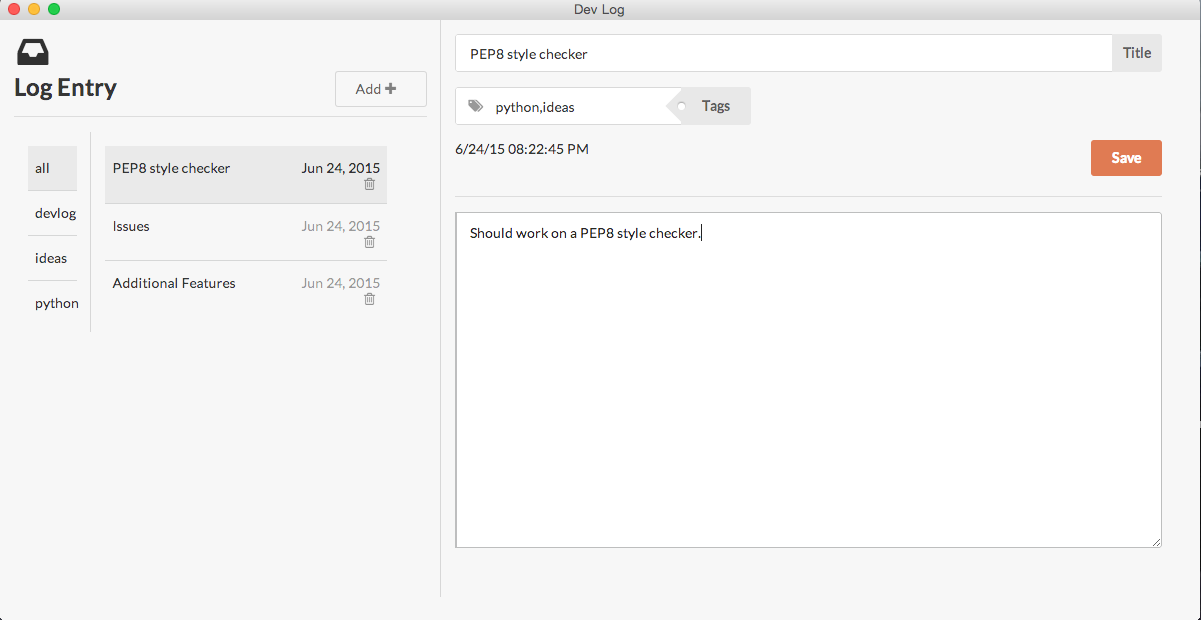 Dev Log
Log Entry
Add
all
devlog
ideas
python
PEP8 style checker Jun 24, 2015
Issues Jun 24, 2015
Additional Features Jun 24, 2015
PEP8 style checker Title
python,ideas Tags
6/24/15 08:22:45 PM
Save
Should work on a PEP8 style checker.